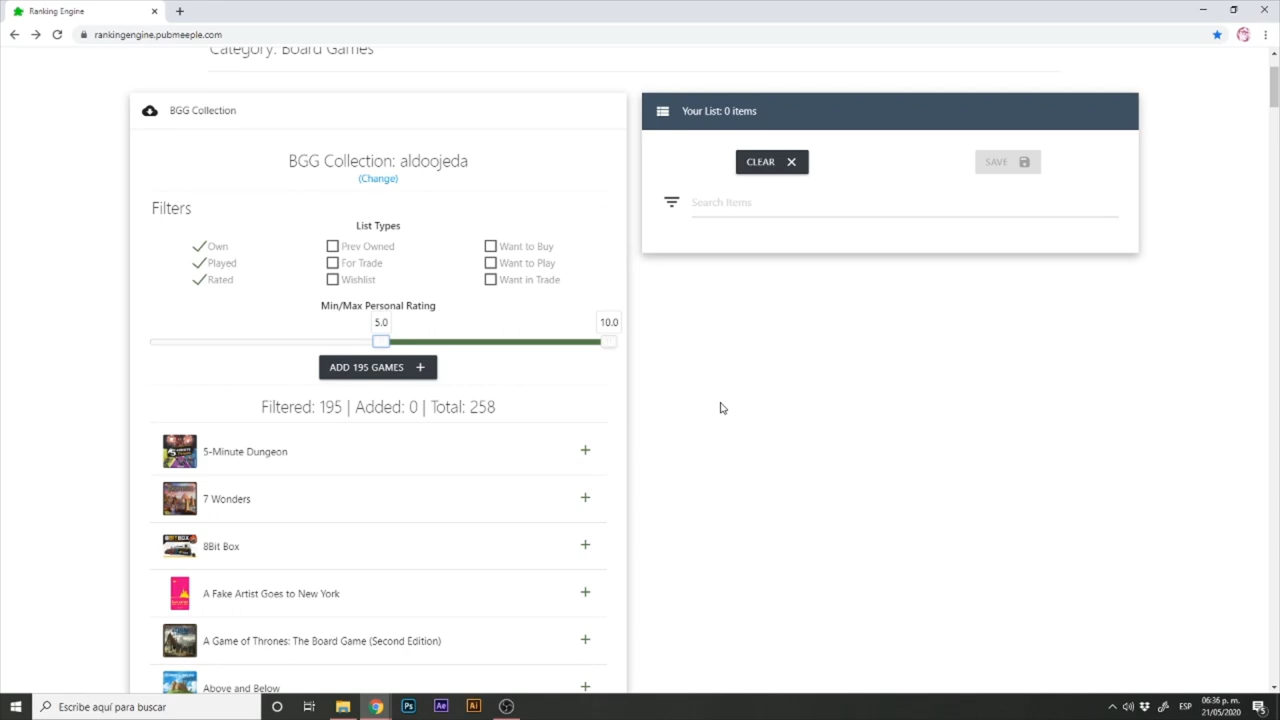 Ranking Engine
rankingengine.pubmeeple.com
Category: Board Games
BGG Collection
BGG Collection: aldoojeda
(Change)
Filters
List Types
Own
Prev Owned
Want to Buy
Played
For Trade
Want to Play
Rated
Wishlist
Want in Trade
Min/Max Personal Rating
5.0
10.0
ADD 195 GAMES +
Filtered: 195 | Added: 0 | Total: 258
5-Minute Dungeon
7 Wonders
8Bit Box
A Fake Artist Goes to New York
A Game of Thrones: The Board Game (Second Edition)
Above and Below
Your List: 0 items
CLEAR
SAVE
Search Items
Escribe aquí para buscar
Ps
Ae
Ai
ESP
06:36 p. m.
21/05/2020
5